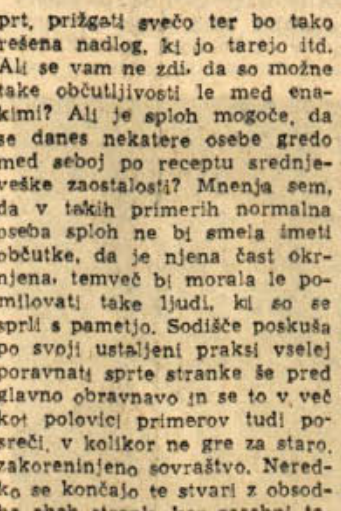 prt, prižgati svečo ter bo tako
rešena nadlog, ki jo tarejo itd.
Ali se vam ne zdi, da so možne
take občutljivosti le med ena-
kimi? Ali je sploh mogoče, da
se danes nekatere osebe gredo
med seboj po receptu srednje-
veške zaostalosti? Mnenja sem,
da v takih primerih normalna
oseba sploh ne bi smela imeti
občutke, da je njena čast okr-
njena, temveč bi morala le po-
milovati take ljudi, ki so se
sprli s pametjo. Sodišče poskuša
po svoji ustaljeni praksi vselej
poravnati sprte stranke še pred
glavno obravnavo in se to v več
kot polovici primerov tudi po-
sreči, v kolikor ne gre za staro,
zakoreninjeno sovraštvo. Nered-
ko se končajo te stvari z obsod-